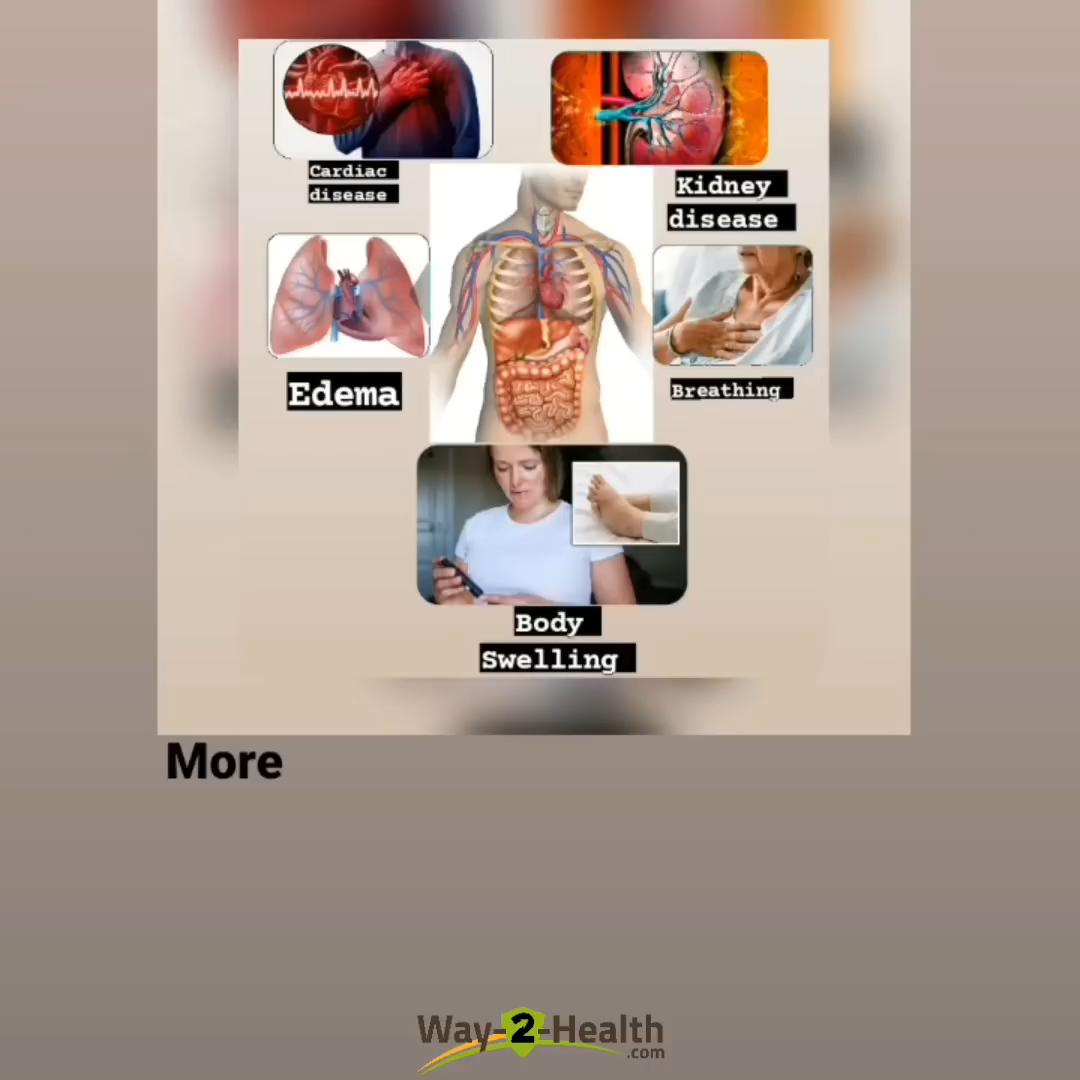 Cardiac
disease
Kidney
disease
Edema
Breathing
Body
Swelling
More
Way-2-Health
.com